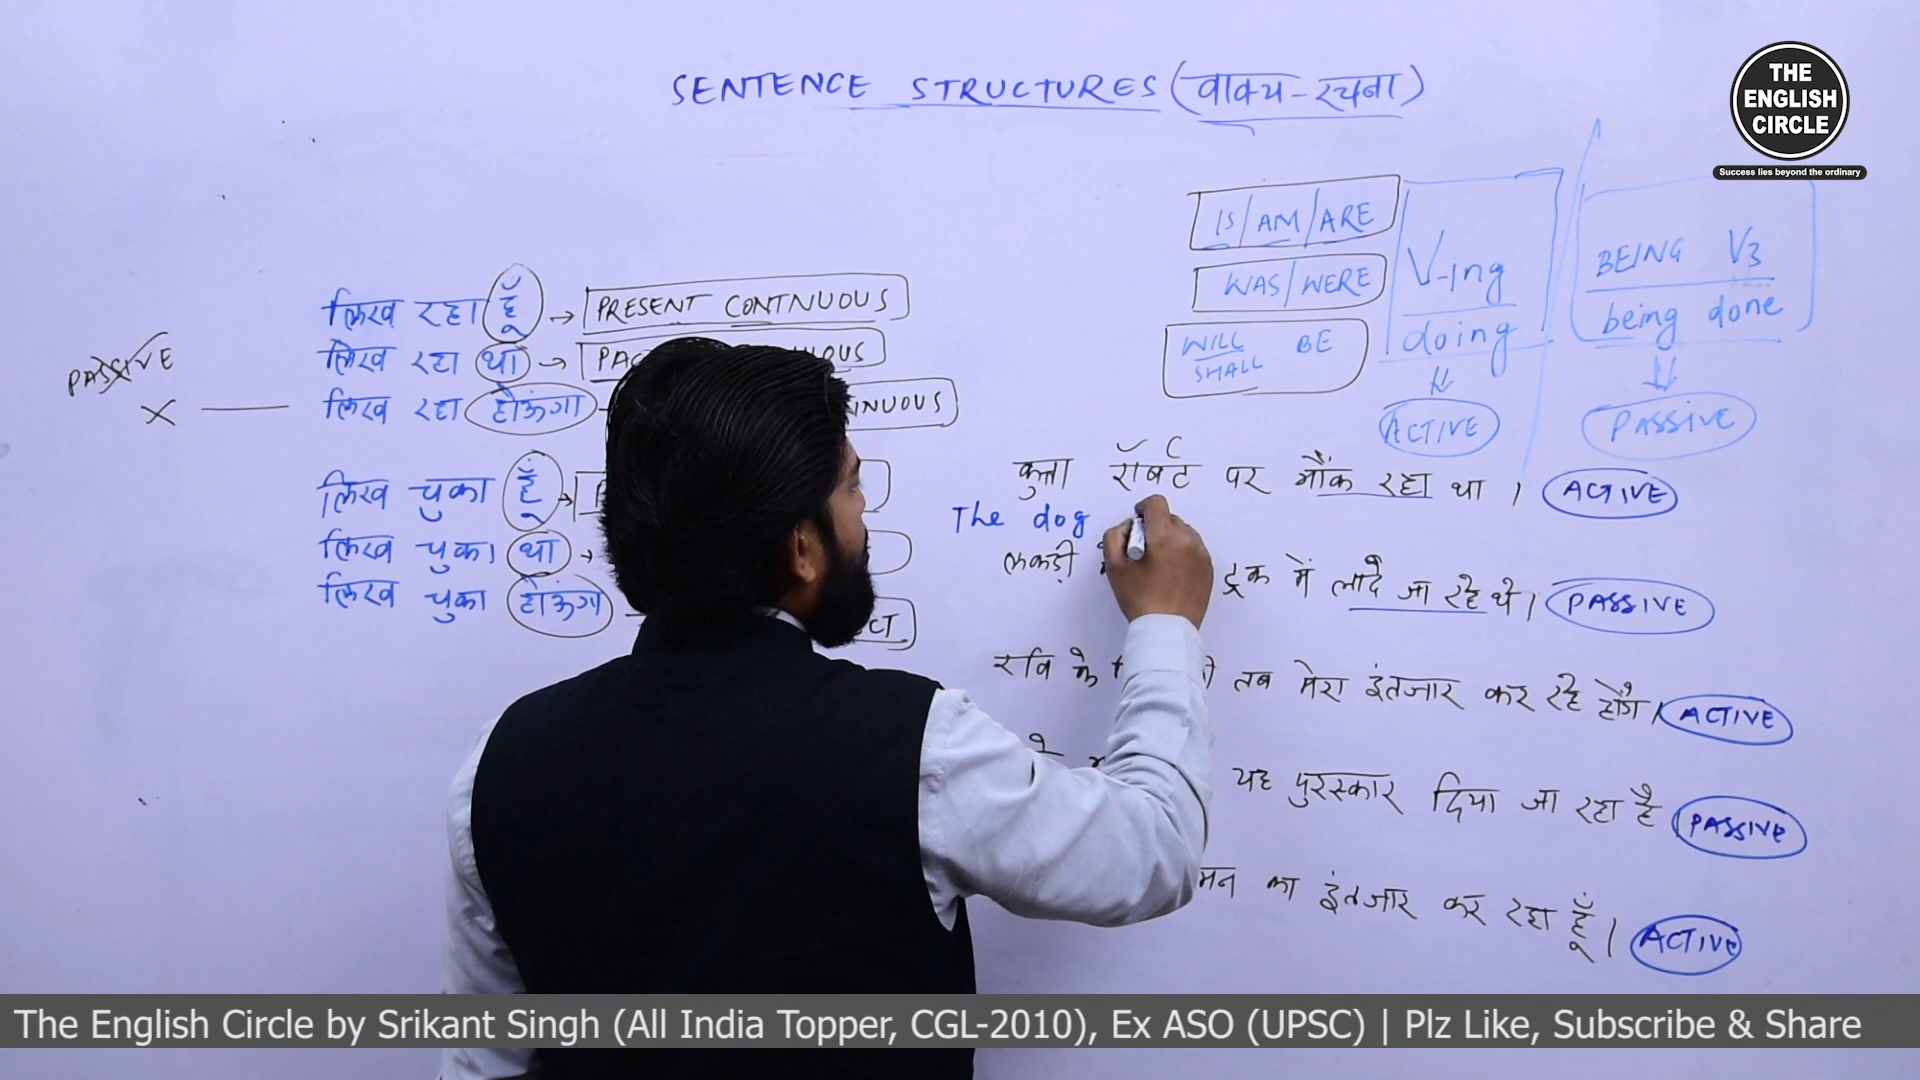 SENTENCE STRUCTURES (वाक्य-रचना)
THE
ENGLISH
CIRCLE
Success lies beyond the ordinary
IS/AM/ARE
WAS/WERE
WILL BE
SHALL
V-ing
doing
ACTIVE
BEING V3
being done
PASSIVE
PASSIVE
लिख रहा हूँ → PRESENT CONTNUOUS
लिख रहा था →
लिख रहा होऊंगा
लिख चुका हूँ →
लिख चुका था →
लिख चुका होऊंगा
कुत्ता रॉबर्ट पर भौंक रहा था । ACTIVE
The dog
लकड़ी ट्रक में लादे जा रहे थे। PASSIVE
रवि के तब मेरा इंतजार कर रहे होंगे। ACTIVE
यह पुरस्कार दिया जा रहा है PASSIVE
का इंतजार कर रहा हूँ। ACTIVE
The English Circle by Srikant Singh (All India Topper, CGL-2010), Ex ASO (UPSC) | Plz Like, Subscribe & Share